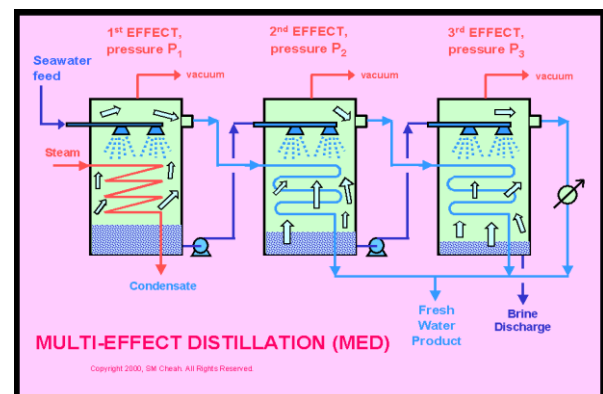 1st EFFECT,
pressure P1
2nd EFFECT,
pressure P2
3rd EFFECT,
pressure P3
Seawater
feed
vacuum
vacuum
vacuum
Steam
Condensate
Fresh
Water
Product
Brine
Discharge
MULTI-EFFECT DISTILLATION (MED)
Copyright 2000, SM Cheah. All Rights Reserved.